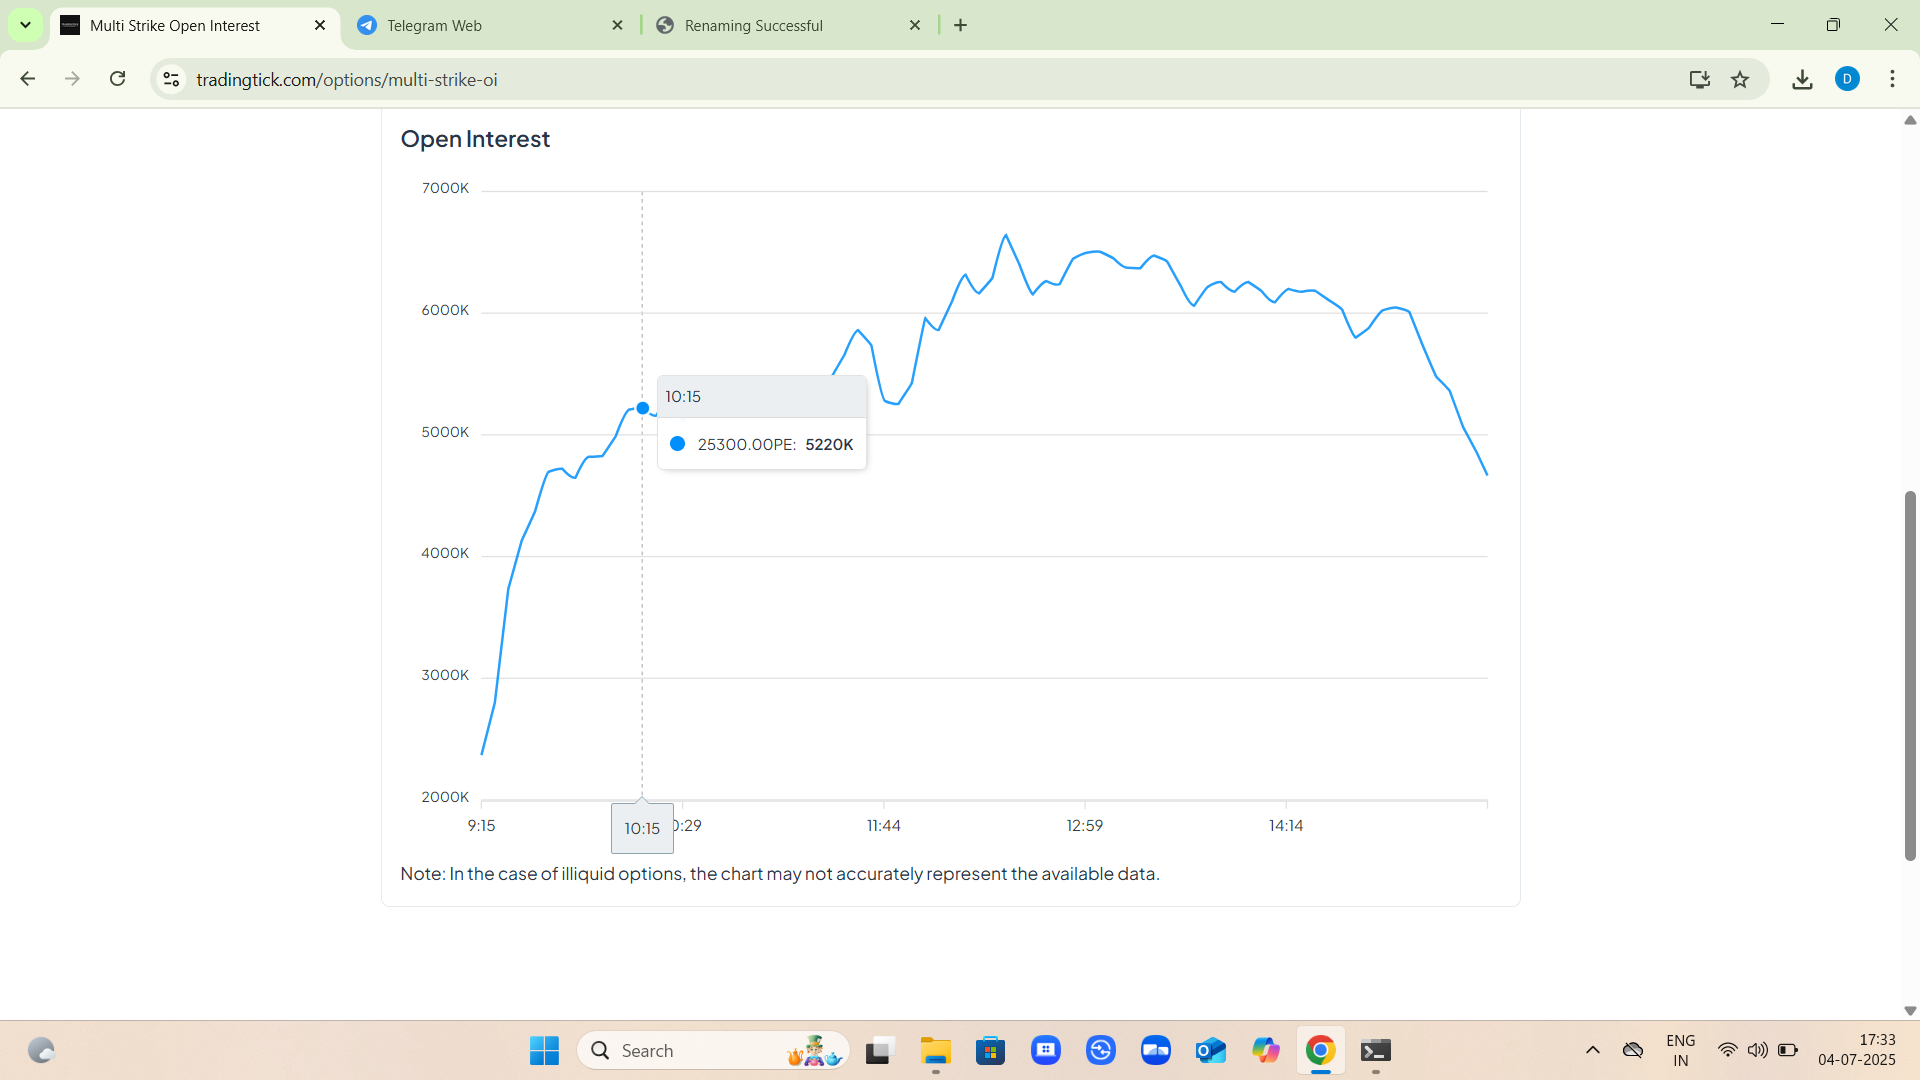 Multi Strike Open Interest
Telegram Web
Renaming Successful
tradingtick.com/options/multi-strike-oi
D
Open Interest
7000K
6000K
5000K
4000K
3000K
2000K
10:15
25300.00PE: 5220K
9:15
10:15
0:29
11:44
12:59
14:14
Note: In the case of illiquid options, the chart may not accurately represent the available data.
Search
ENG
IN
17:33
04-07-2025